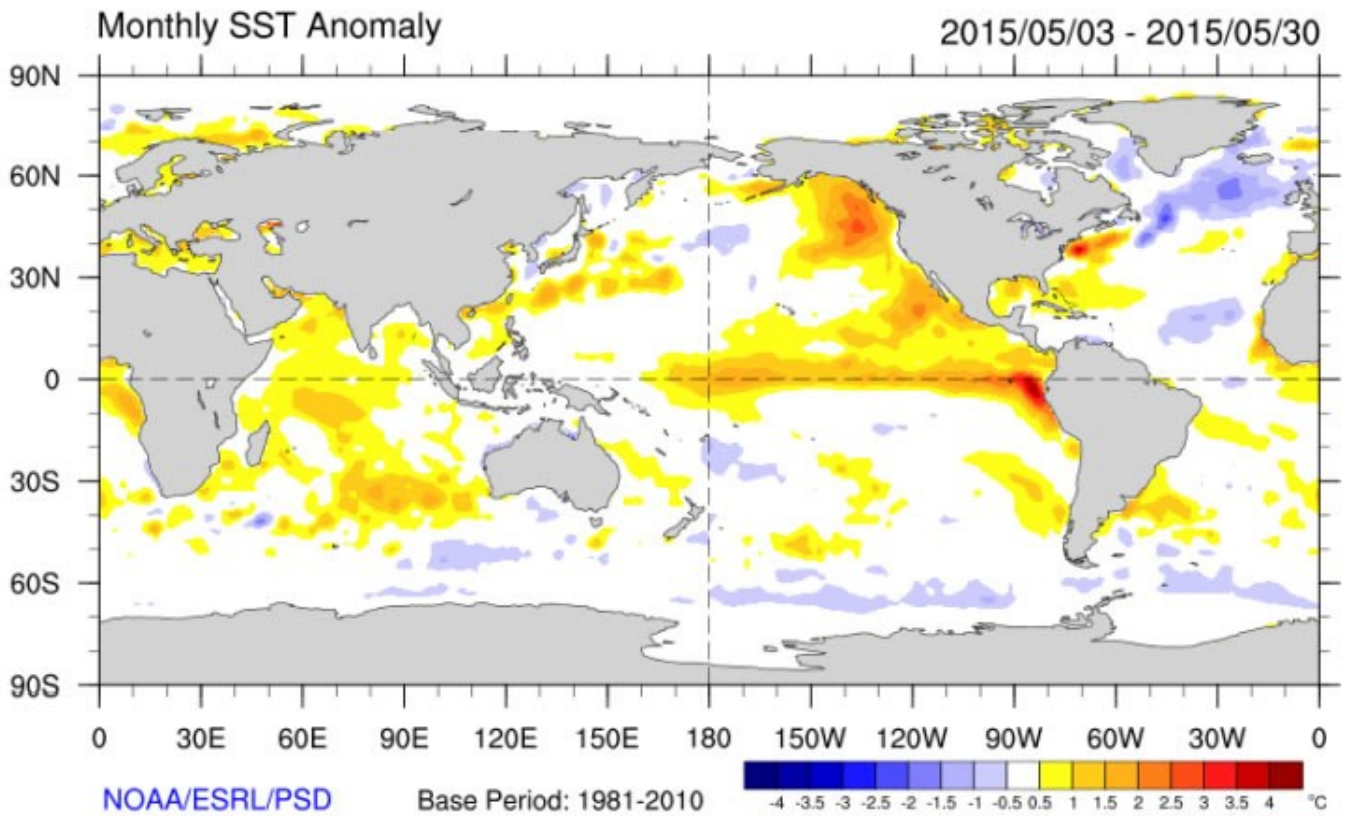 Monthly SST Anomaly 2015/05/03 - 2015/05/30
90N
60N
30N
0
30S
60S
90S
0 30E 60E 90E 120E 150E 180 150W 120W 90W 60W 30W 0
NOAA/ESRL/PSD Base Period: 1981-2010
-4 -3.5 -3 -2.5 -2 -1.5 -1 -0.5 0.5 1 1.5 2 2.5 3 3.5 4 °C